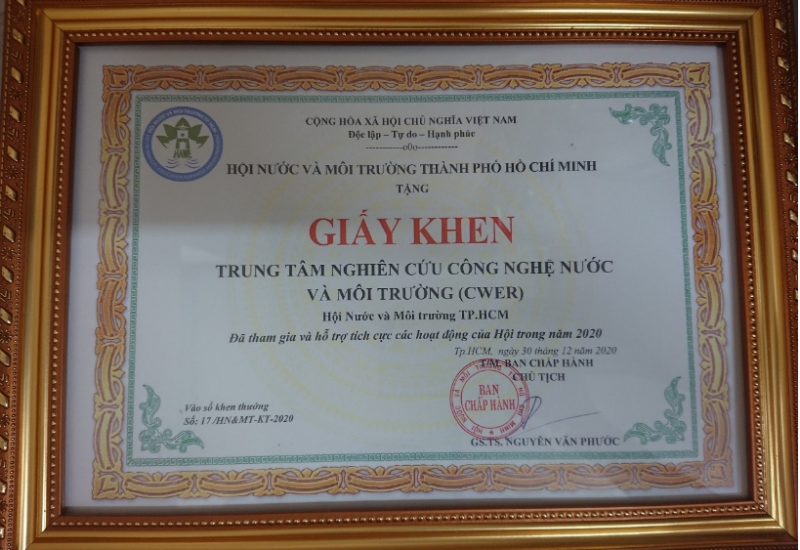 CỘNG HÒA XÃ HỘI CHỦ NGHĨA VIỆT NAM
Độc lập – Tự do – Hạnh phúc
-----------o0o-----------
HỘI NƯỚC VÀ MÔI TRƯỜNG THÀNH PHỐ HỒ CHÍ MINH
TẶNG
GIẤY KHEN
TRUNG TÂM NGHIÊN CỨU CÔNG NGHỆ NƯỚC
VÀ MÔI TRƯỜNG (CWER)
Hội Nước và Môi trường TP.HCM
Đã tham gia và hỗ trợ tích cực các hoạt động của Hội trong năm 2020
Tp.HCM, ngày 30 tháng 12 năm 2020
T/M. BAN CHẤP HÀNH
CHỦ TỊCH
BAN
CHẤP HÀNH
Vào sổ khen thưởng
Số: 17 /HN&MT-KT-2020
GS.TS. NGUYỄN VĂN PHƯỚC